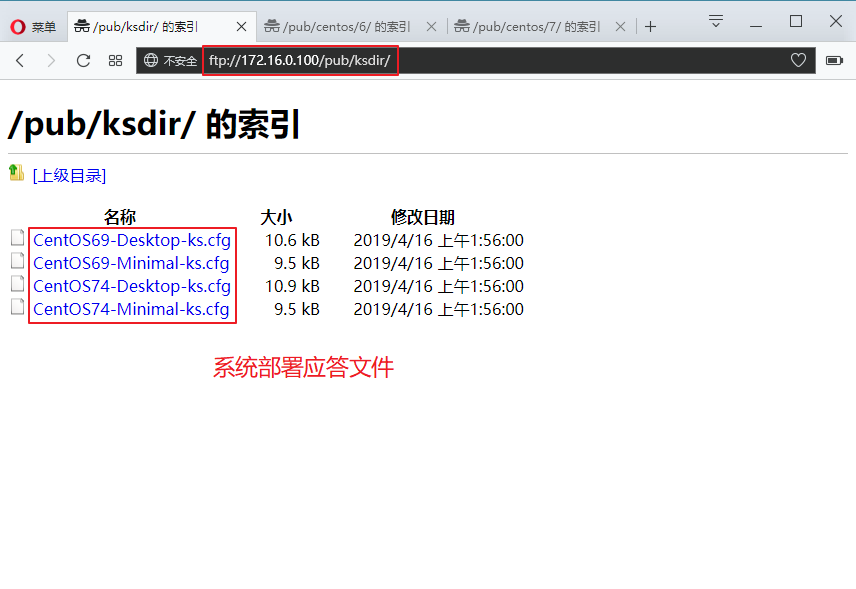 菜单 /pub/ksdir/ 的索引 /pub/centos/6/ 的索引 /pub/centos/7/ 的索引
不安全 ftp://172.16.0.100/pub/ksdir/
/pub/ksdir/ 的索引
[上级目录]
名称 大小 修改日期
CentOS69-Desktop-ks.cfg 10.6 kB 2019/4/16 上午1:56:00
CentOS69-Minimal-ks.cfg 9.5 kB 2019/4/16 上午1:56:00
CentOS74-Desktop-ks.cfg 10.9 kB 2019/4/16 上午1:56:00
CentOS74-Minimal-ks.cfg 9.5 kB 2019/4/16 上午1:56:00
系统部署应答文件